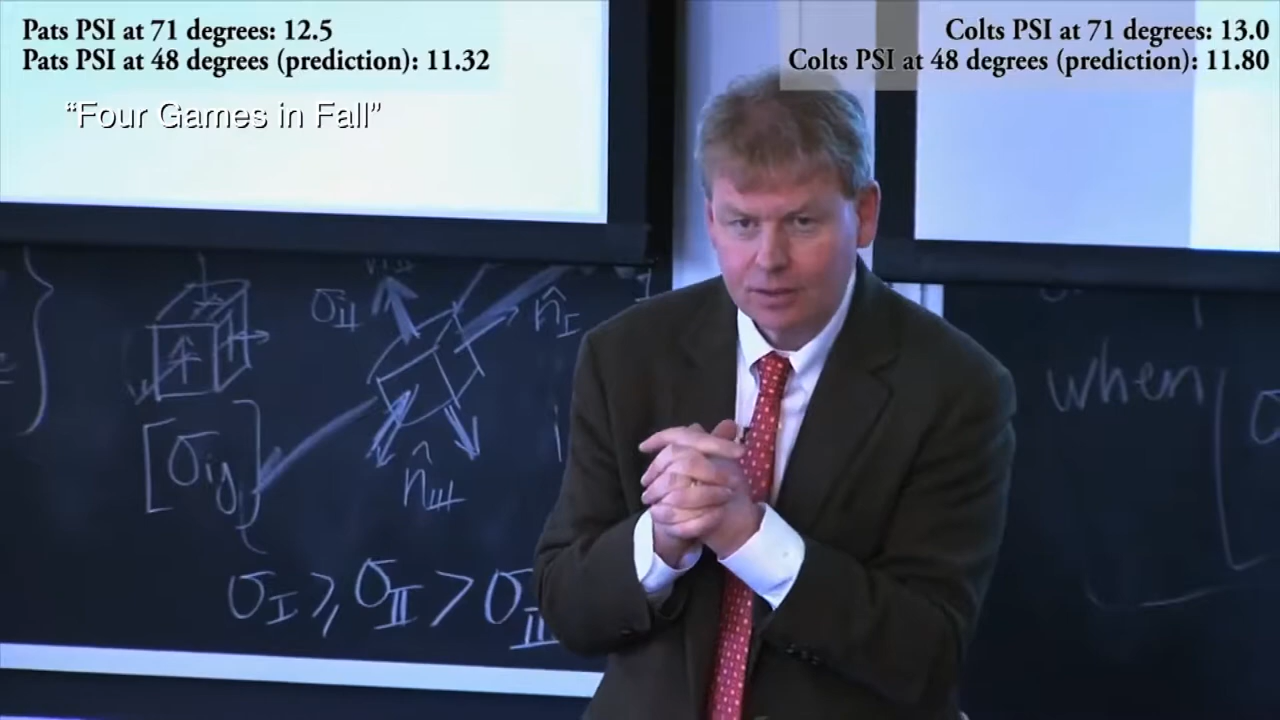 Pats PSI at 71 degrees: 12.5
Pats PSI at 48 degrees (prediction): 11.32
Colts PSI at 71 degrees: 13.0
Colts PSI at 48 degrees (prediction): 11.80
“Four Games in Fall”
σII
n̂I
[σij]
n̂III
when
σI ≥ σII > σIII